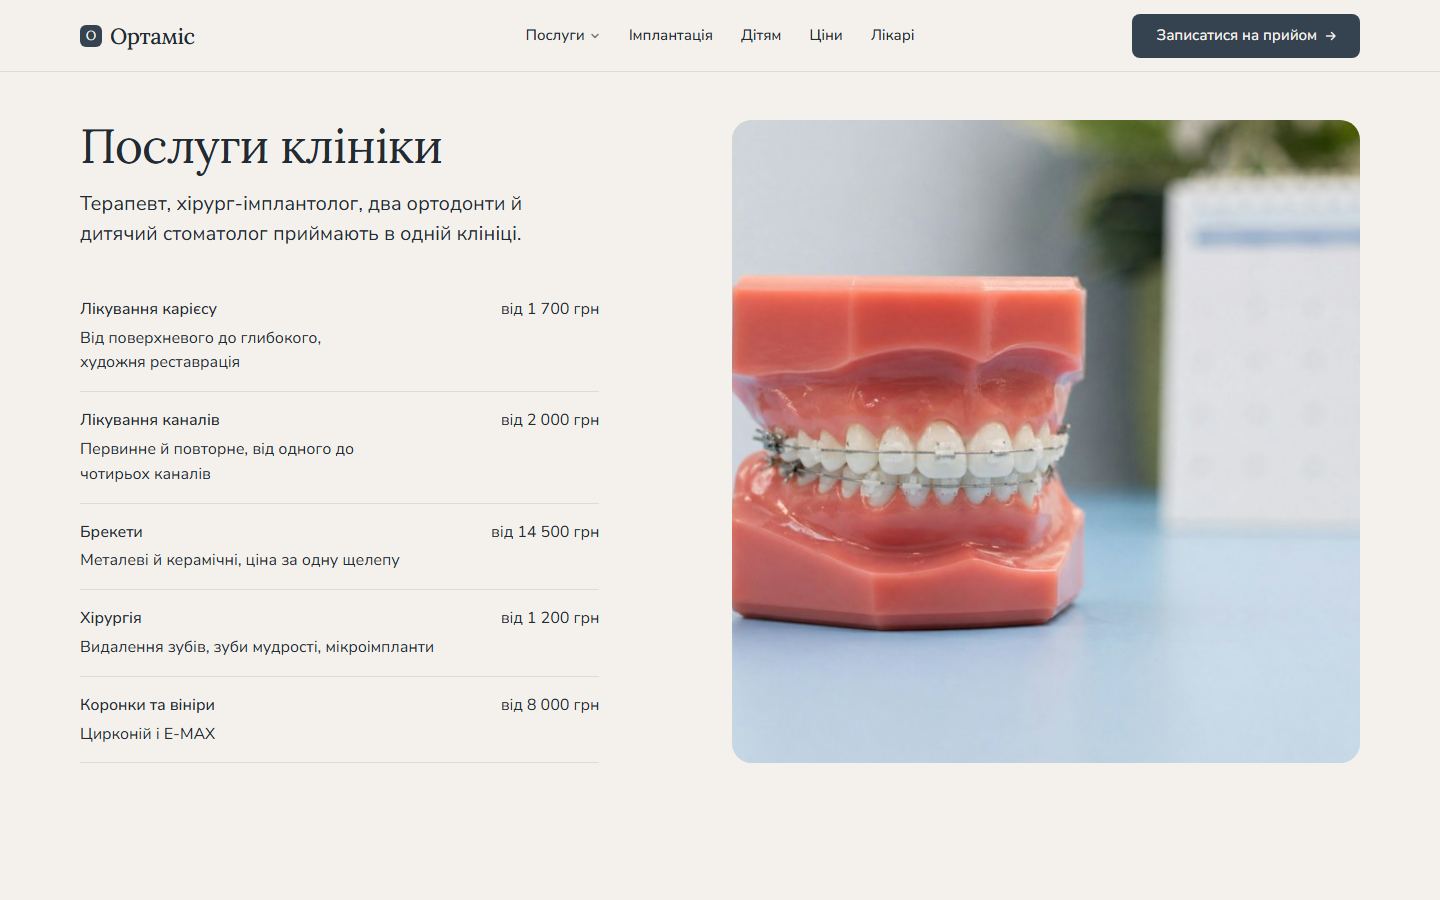 О Ортаміс
Послуги
Імплантація
Дітям
Ціни
Лікарі
Записатися на прийом →
Послуги клініки
Терапевт, хірург-імплантолог, два ортодонти й
дитячий стоматолог приймають в одній клініці.
Лікування карієсу від 1 700 грн
Від поверхневого до глибокого,
художня реставрація
Лікування каналів від 2 000 грн
Первинне й повторне, від одного до
чотирьох каналів
Брекети від 14 500 грн
Металеві й керамічні, ціна за одну щелепу
Хірургія від 1 200 грн
Видалення зубів, зуби мудрості, мікроімпланти
Коронки та вініри від 8 000 грн
Цирконій і E-MAX